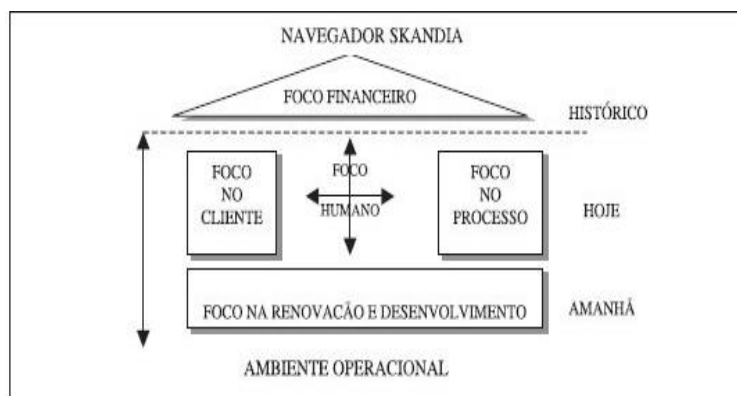 NAVEGADOR SKANDIA
FOCO FINANCEIRO
HISTÓRICO
FOCO
NO
CLIENTE
FOCO
HUMANO
FOCO
NO
PROCESSO
HOJE
FOCO NA RENOVACÃO E DESENVOLVIMENTO
AMANHÃ
AMBIENTE OPERACIONAL